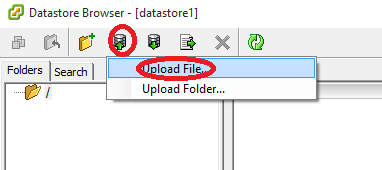 Datastore Browser - [datastore1]
Upload File...
Folders Search
Upload Folder...
/